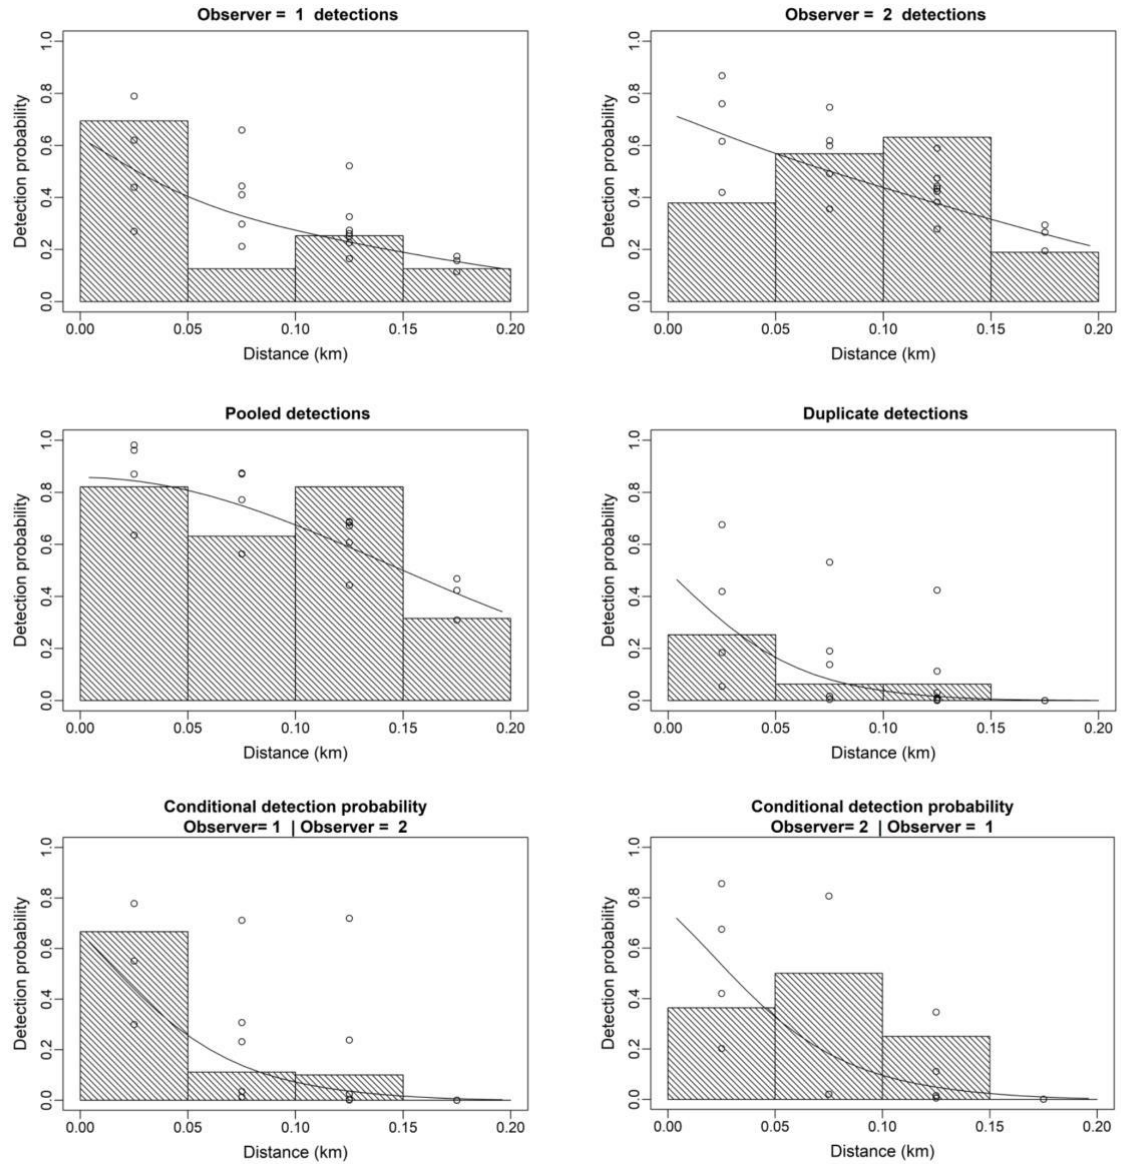 Observer = 1 detections
Detection probability
1.0
0.8
0.6
0.4
0.2
0.0
0.00 0.05 0.10 0.15 0.20
Distance (km)
Observer = 2 detections
Detection probability
1.0
0.8
0.6
0.4
0.2
0.0
0.00 0.05 0.10 0.15 0.20
Distance (km)
Pooled detections
Detection probability
1.0
0.8
0.6
0.4
0.2
0.0
0.00 0.05 0.10 0.15 0.20
Distance (km)
Duplicate detections
Detection probability
1.0
0.8
0.6
0.4
0.2
0.0
0.00 0.05 0.10 0.15 0.20
Distance (km)
Conditional detection probability
Observer= 1 | Observer = 2
Detection probability
1.0
0.8
0.6
0.4
0.2
0.0
0.00 0.05 0.10 0.15 0.20
Distance (km)
Conditional detection probability
Observer= 2 | Observer = 1
Detection probability
1.0
0.8
0.6
0.4
0.2
0.0
0.00 0.05 0.10 0.15 0.20
Distance (km)